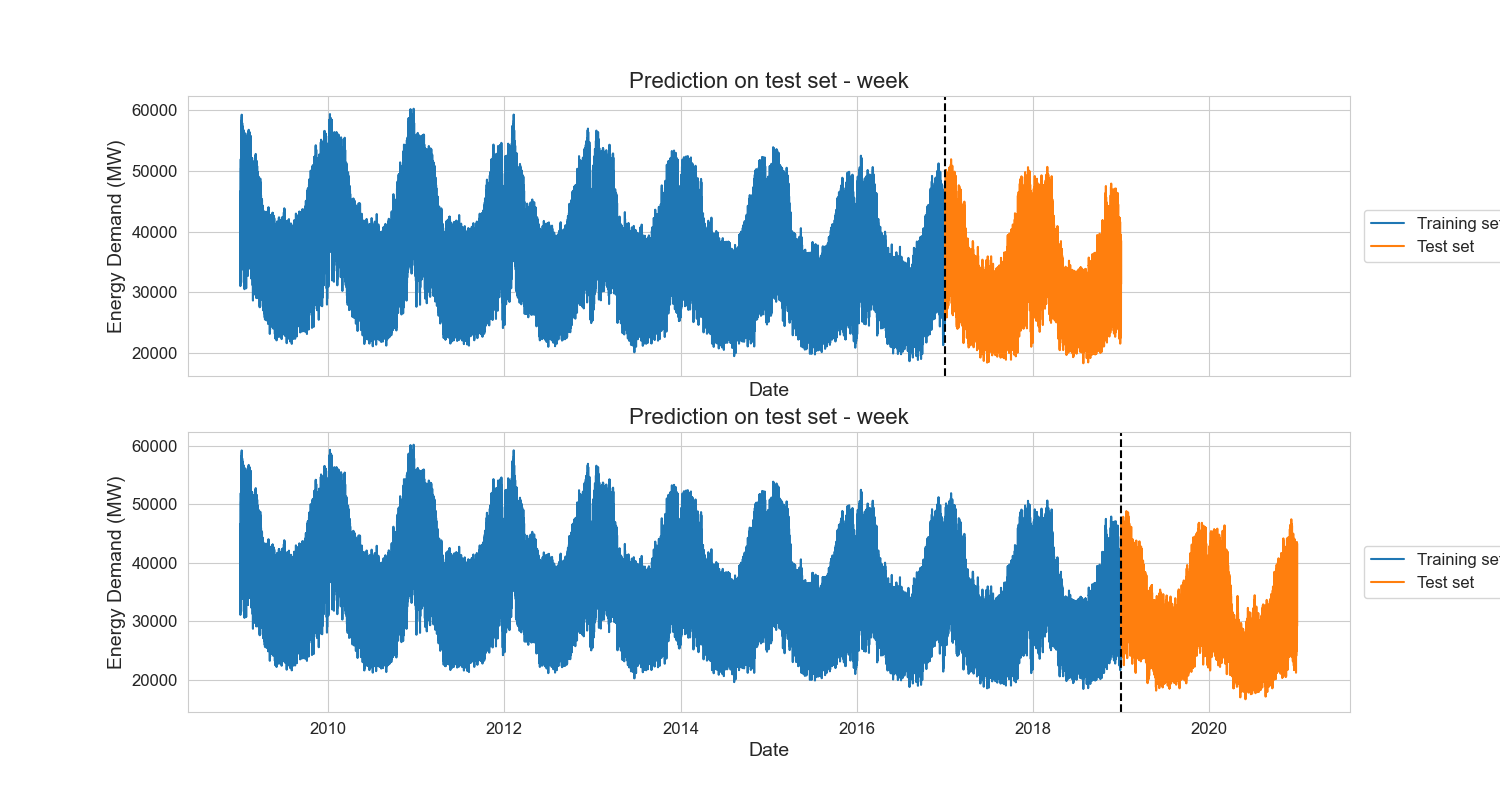 Prediction on test set - week
60000
50000
40000
30000
20000
Energy Demand (MW)
Date
Training set
Test set
Prediction on test set - week
60000
50000
40000
30000
20000
Energy Demand (MW)
2010 2012 2014 2016 2018 2020
Date
Training set
Test set